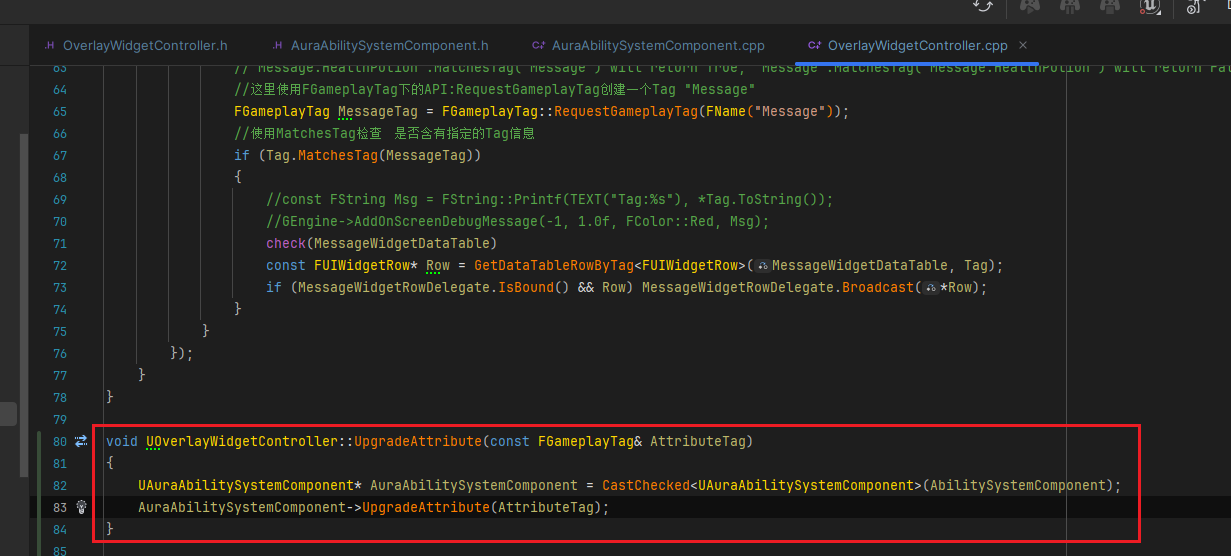 OverlayWidgetController.h
AuraAbilitySystemComponent.h
AuraAbilitySystemComponent.cpp
OverlayWidgetController.cpp
63 // "Message.HealthPotion".MatchesTag("Message") will return True, "Message".MatchesTag("Message.HealthPotion") will return Fal
64 //这里使用FGameplayTag下的API:RequestGameplayTag创建一个Tag "Message"
65 FGameplayTag MessageTag = FGameplayTag::RequestGameplayTag(FName("Message"));
66 //使用MatchesTag检查 是否含有指定的Tag信息
67 if (Tag.MatchesTag(MessageTag))
68 {
69 //const FString Msg = FString::Printf(TEXT("Tag:%s"), *Tag.ToString());
70 //GEngine->AddOnScreenDebugMessage(-1, 1.0f, FColor::Red, Msg);
71 check(MessageWidgetDataTable)
72 const FUIWidgetRow* Row = GetDataTableRowByTag<FUIWidgetRow>(MessageWidgetDataTable, Tag);
73 if (MessageWidgetRowDelegate.IsBound() && Row) MessageWidgetRowDelegate.Broadcast(*Row);
74 }
75 }
76 });
77 }
78 }
79
80 void UOverlayWidgetController::UpgradeAttribute(const FGameplayTag& AttributeTag)
81 {
82 UAuraAbilitySystemComponent* AuraAbilitySystemComponent = CastChecked<UAuraAbilitySystemComponent>(AbilitySystemComponent);
83 AuraAbilitySystemComponent->UpgradeAttribute(AttributeTag);
84 }
85